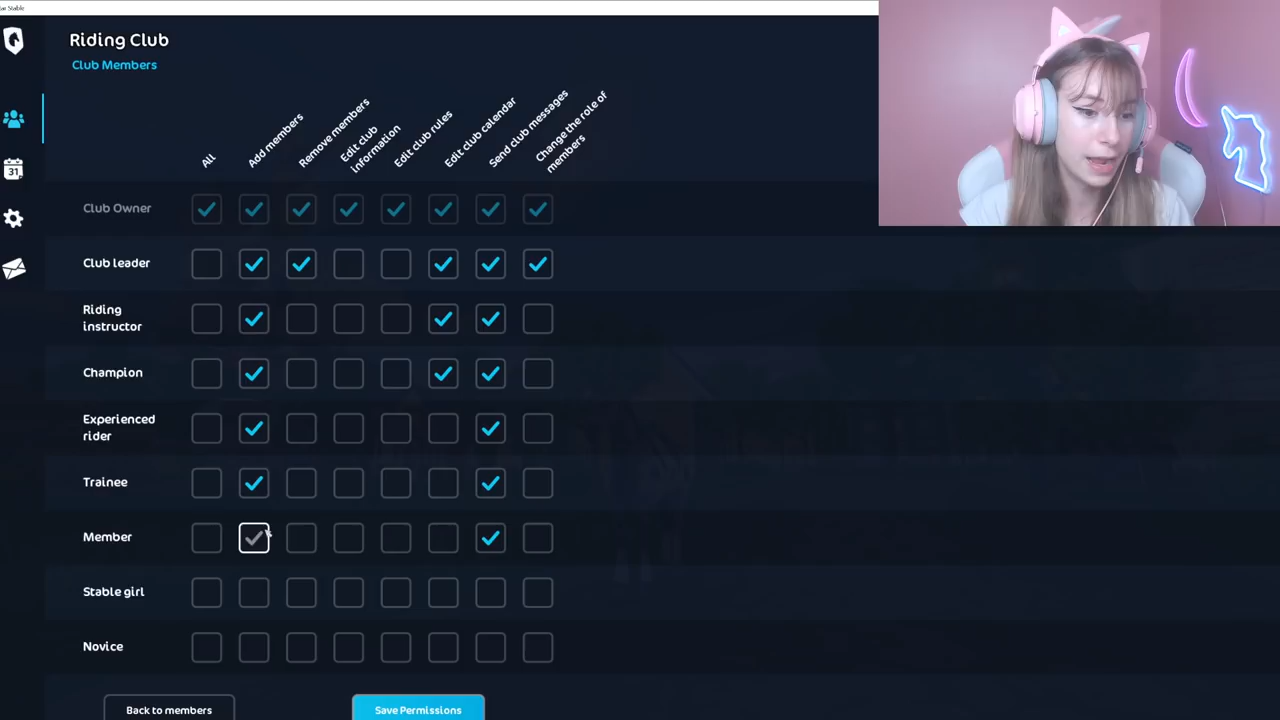 Riding Club
Club Members
All
Add members
Remove members
Edit club
information
Edit club rules
Edit calendar
Send club messages
Change the role of
members
Club Owner
Club leader
Riding
instructor
Champion
Experienced
rider
Trainee
Member
Stable girl
Novice
31
Back to members
Save Permissions